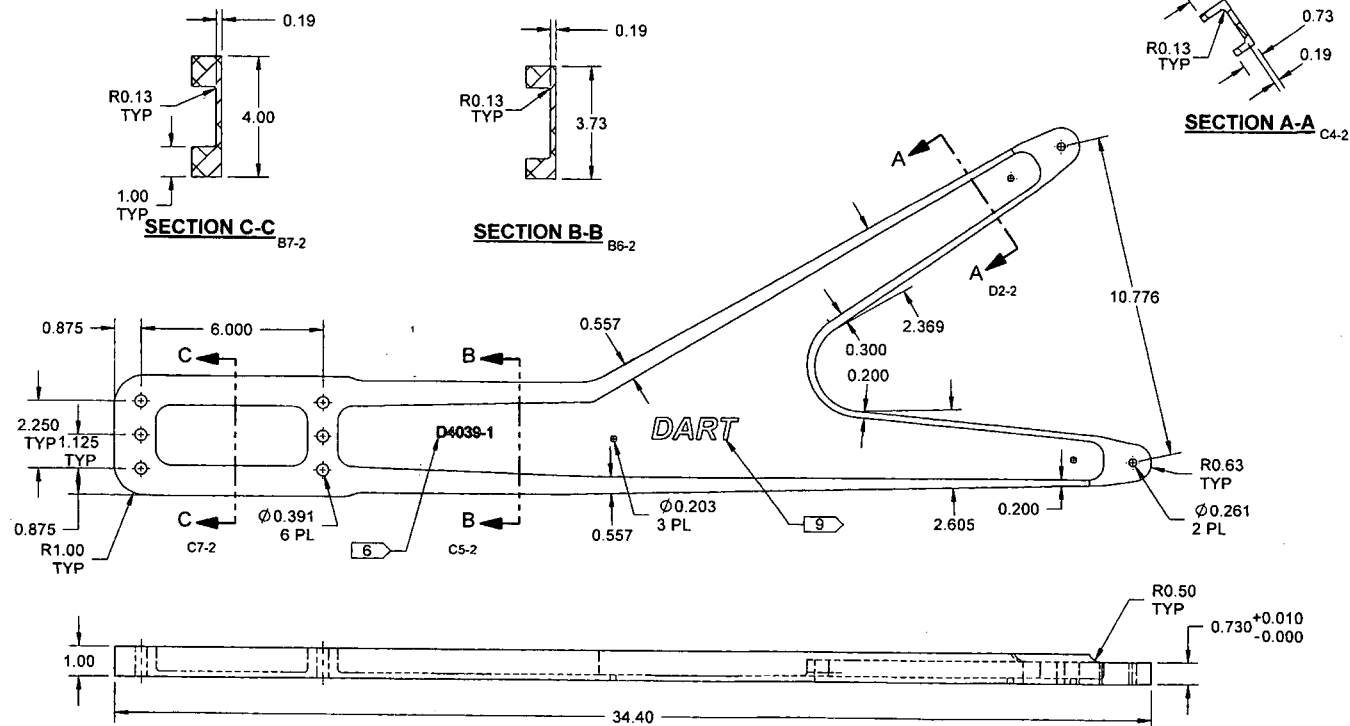 0.19
R0.13
TYP
4.00
1.00
TYP
SECTION C-C B7-2
0.19
R0.13
TYP
3.73
SECTION B-B B6-2
R0.13
TYP
0.73
0.19
SECTION A-A C4-2
A
A
D2-2
10.776
0.875
6.000
0.557
2.369
0.300
0.200
C
B
2.250
TYP
1.125
TYP
D4039-1
DART
R0.63
TYP
0.875
R1.00
TYP
C
C7-2
Ø0.391
6 PL
6
B
C5-2
0.557
Ø0.203
3 PL
9
2.605
0.200
Ø0.261
2 PL
R0.50
TYP
0.730 +0.010
-0.000
1.00
34.40